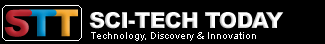 STT SCI-TECH TODAY
Technology, Discovery & Innovation